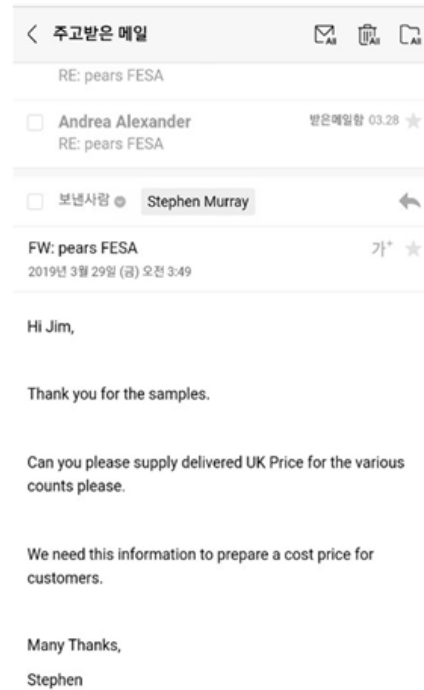 주고받은 메일
All All All
RE: pears FESA
Andrea Alexander 받은메일함 03.28
RE: pears FESA
보낸사람 Stephen Murray
FW: pears FESA 가+
2019년 3월 29일 (금) 오전 3:49
Hi Jim,
Thank you for the samples.
Can you please supply delivered UK Price for the various
counts please.
We need this information to prepare a cost price for
customers.
Many Thanks,
Stephen